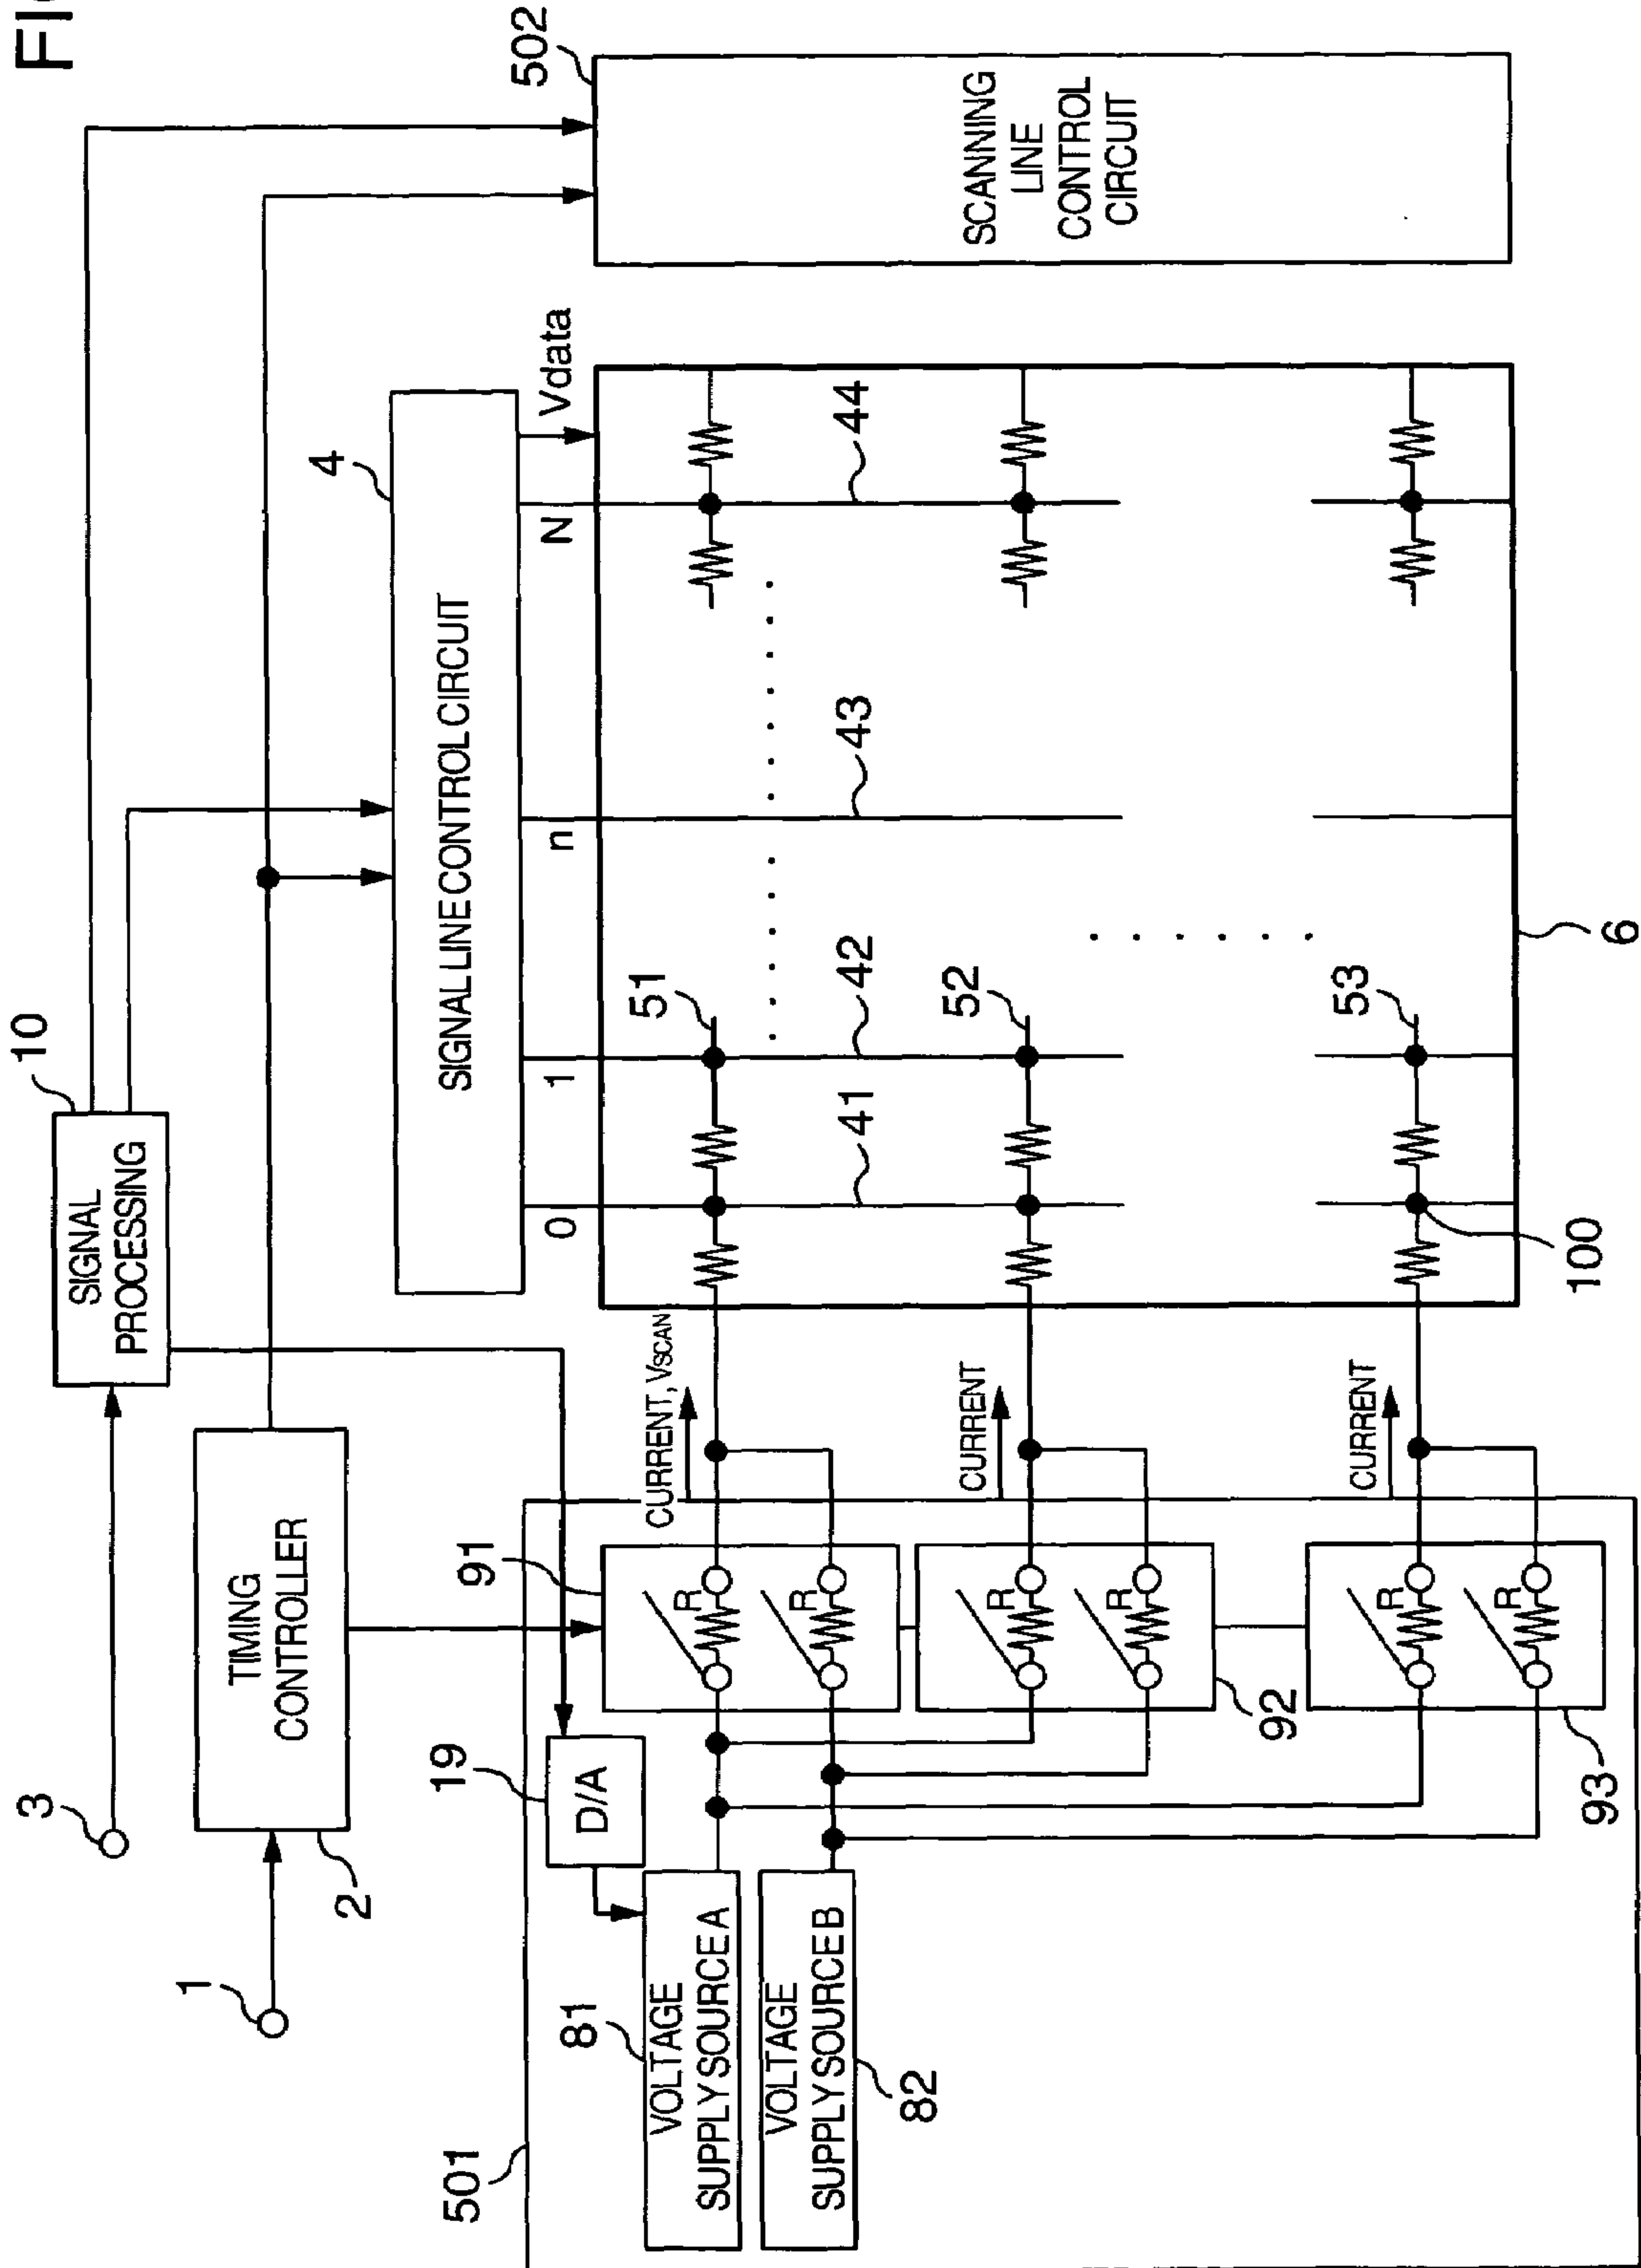 FIG
3
1
2
TIMING
CONTROLLER
10
SIGNAL
PROCESSING
4
SIGNAL LINE CONTROL CIRCUIT
0
1
n
N
Vdata
502
SCANNING
LINE
CONTROL
CIRCUIT
501
19
D/A
81
VOLTAGE
SUPPLY SOURCE A
VOLTAGE
SUPPLY SOURCE B
82
91
R
R
92
R
R
93
R
R
CURRENT, VSCAN
CURRENT
CURRENT
51
52
53
41
42
43
44
100
6